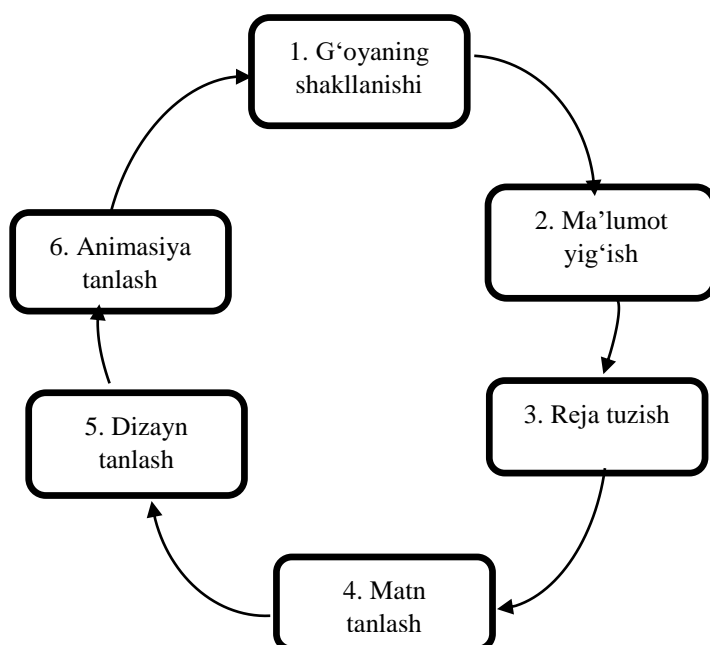 1. G‘oyaning
shakllanishi
2. Ma’lumot
yig‘ish
3. Reja tuzish
4. Matn
tanlash
5. Dizayn
tanlash
6. Animasiya
tanlash